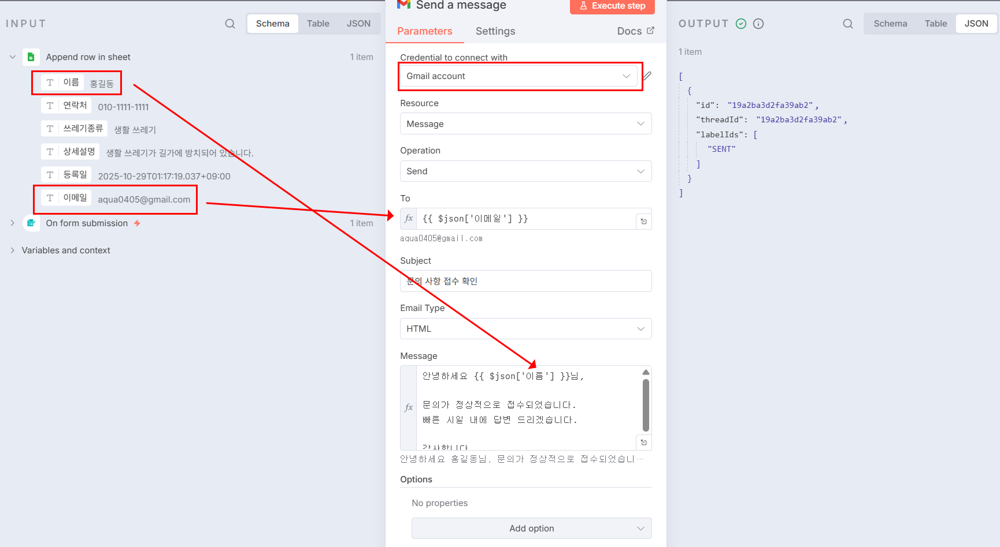 INPUT
Schema
Table
JSON
Append row in sheet
1 item
T 이름 홍길동
T 연락처 010-1111-1111
T 쓰레기종류 생활 쓰레기
T 상세설명 생활 쓰레기가 길가에 방치되어 있습니다.
T 등록일 2025-10-29T01:17:19.037+09:00
T 이메일 aqua0405@gmail.com
On form submission
1 item
Variables and context
Send a message
Execute step
Parameters
Settings
Docs
Credential to connect with
Gmail account
Resource
Message
Operation
Send
To
fx {{ $json['이메일'] }}
aqua0405@gmail.com
Subject
문의 사항 접수 확인
Email Type
HTML
Message
안녕하세요 {{ $json['이름'] }}님,
문의가 정상적으로 접수되었습니다.
fx
빠른 시일 내에 답변 드리겠습니다.
감사합니다
안녕하세요 홍길동님, 문의가 정상적으로 접수되었습니…
Options
No properties
Add option
OUTPUT
Schema
Table
JSON
1 item
[
{
"id": "19a2ba3d2fa39ab2",
"threadId": "19a2ba3d2fa39ab2",
"labelIds": [
"SENT"
]
}
]